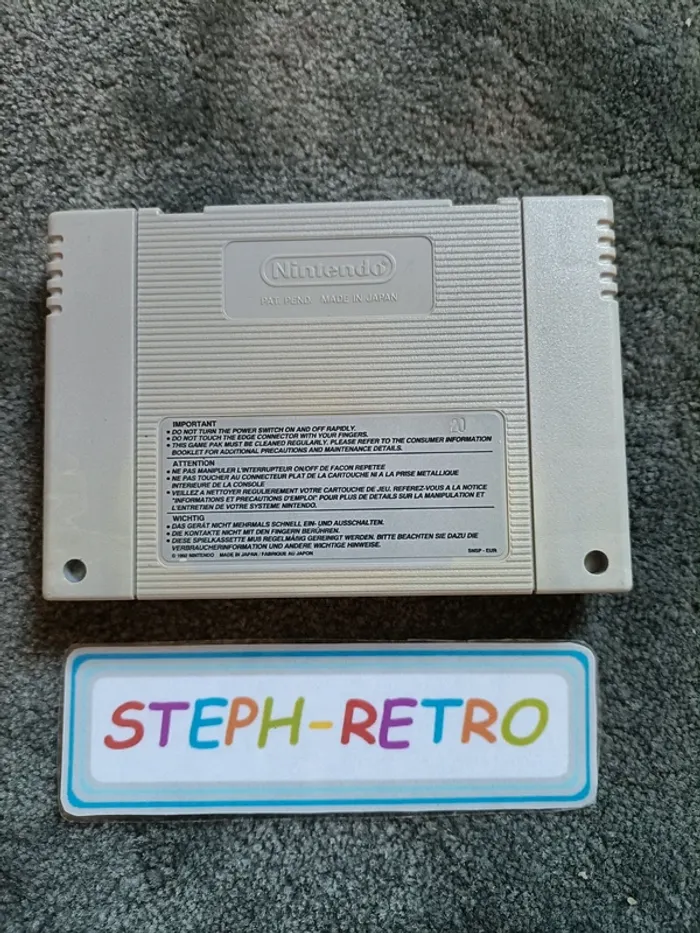 Nintendo®
PAT. PEND. MADE IN JAPAN
20
IMPORTANT
• DO NOT TURN THE POWER SWITCH ON AND OFF RAPIDLY.
• DO NOT TOUCH THE EDGE CONNECTOR WITH YOUR FINGERS.
• THIS GAME PAK MUST BE CLEANED REGULARLY. PLEASE REFER TO THE CONSUMER INFORMATION
BOOKLET FOR ADDITIONAL PRECAUTIONS AND MAINTENANCE DETAILS.
ATTENTION
• NE PAS MANIPULER L'INTERRUPTEUR ON/OFF DE FACON REPETEE
• NE PAS TOUCHER AU CONNECTEUR PLAT DE LA CARTOUCHE NI A LA PRISE METALLIQUE
INTERIEURE DE LA CONSOLE
• VEILLEZ A NETTOYER REGULIEREMENT VOTRE CARTOUCHE DE JEU. REFEREZ-VOUS A LA NOTICE
"INFORMATIONS ET PRECAUTIONS D'EMPLOI" POUR PLUS DE DETAILS SUR LA MANIPULATION ET
L'ENTRETIEN DE VOTRE SYSTEME NINTENDO.
WICHTIG
• DAS GERÄT NICHT MEHRMALS SCHNELL EIN- UND AUSSCHALTEN.
• DIE KONTAKTE NICHT MIT DEN FINGERN BERÜHREN.
• DIESE SPIELKASSETTE MUß REGELMÄßIG GEREINIGT WERDEN. BITTE BEACHTEN SIE DAZU DIE
VERBRAUCHERINFORMATION UND ANDERE WICHTIGE HINWEISE.
© 1992 NINTENDO MADE IN JAPAN / FABRIQUE AU JAPON SNSP - EUR
STEPH-RETRO